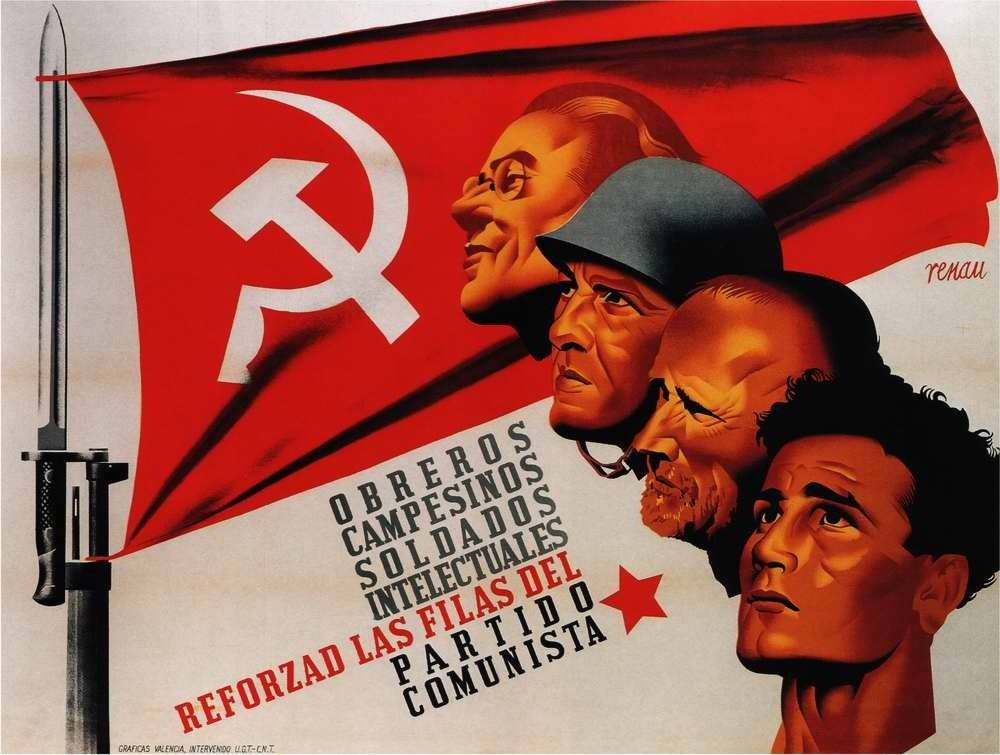 renau
OBREROS
CAMPESINOS
SOLDADOS
INTELECTUALES
REFORZAD LAS FILAS DEL
PARTIDO
COMUNISTA
GRAFICAS VALENCIA, INTERVENIDO U.G.T.-C.N.T.